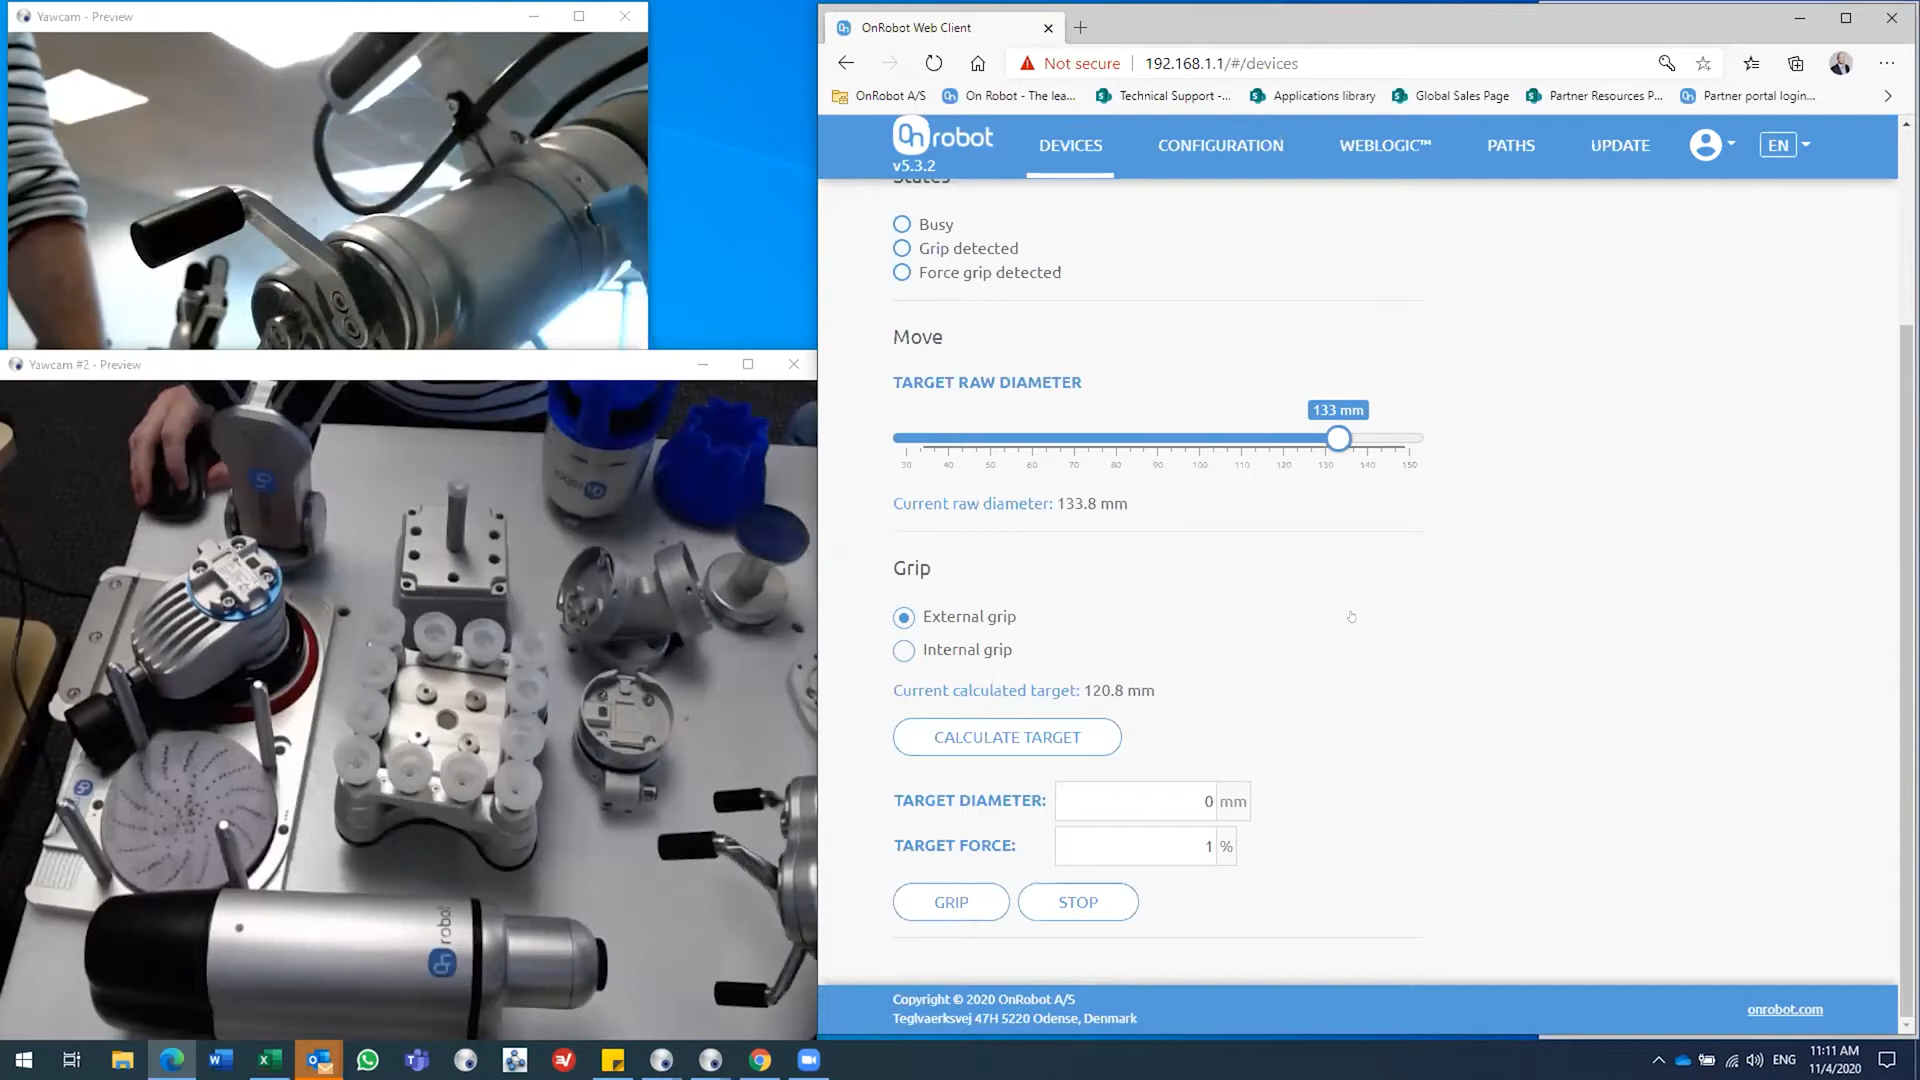 Yawcam - Preview
Yawcam #2 - Preview
robot
robot
OnRobot Web Client
Not secure
192.168.1.1/#/devices
OnRobot A/S
On Robot - The lea...
Technical Support -...
Applications library
Global Sales Page
Partner Resources P...
Partner portal login...
On robot
v5.3.2
DEVICES
CONFIGURATION
WEBLOGIC™
PATHS
UPDATE
EN
States
Busy
Grip detected
Force grip detected
Move
TARGET RAW DIAMETER
133 mm
30 40 50 60 70 80 90 100 110 120 130 140 150
Current raw diameter: 133.8 mm
Grip
External grip
Internal grip
Current calculated target: 120.8 mm
CALCULATE TARGET
TARGET DIAMETER: 0 mm
TARGET FORCE: 1 %
GRIP
STOP
Copyright © 2020 OnRobot A/S
Teglvaerksvej 47H 5220 Odense, Denmark
onrobot.com
ENG
11:11 AM
11/4/2020